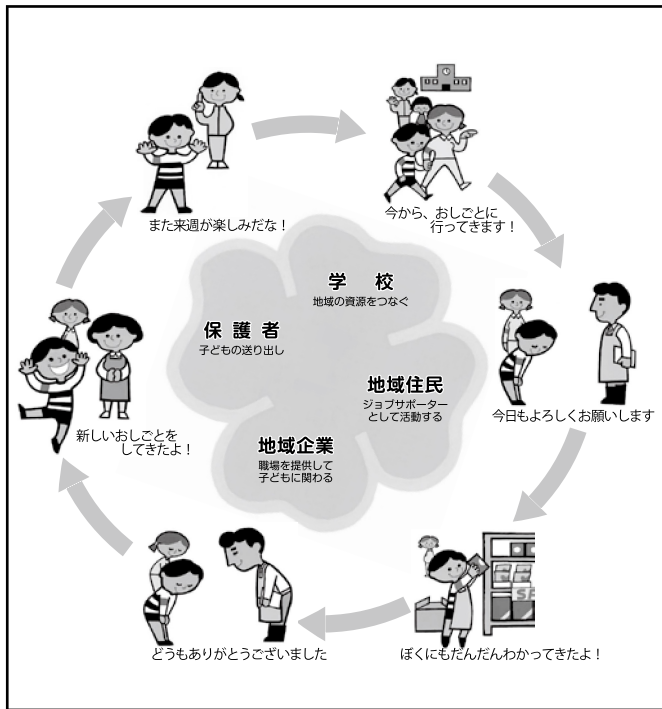 また来週が楽しみだな！
今から、おしごとに
行ってきます！
学校
地域の資源をつなぐ
保護者
子どもの送り出し
地域住民
ジョブサポーター
として活動する
今日もよろしくお願いします
地域企業
職場を提供して
子どもに関わる
新しいおしごとを
してきたよ！
どうもありがとうございました
ぼくにもだんだんわかってきたよ！